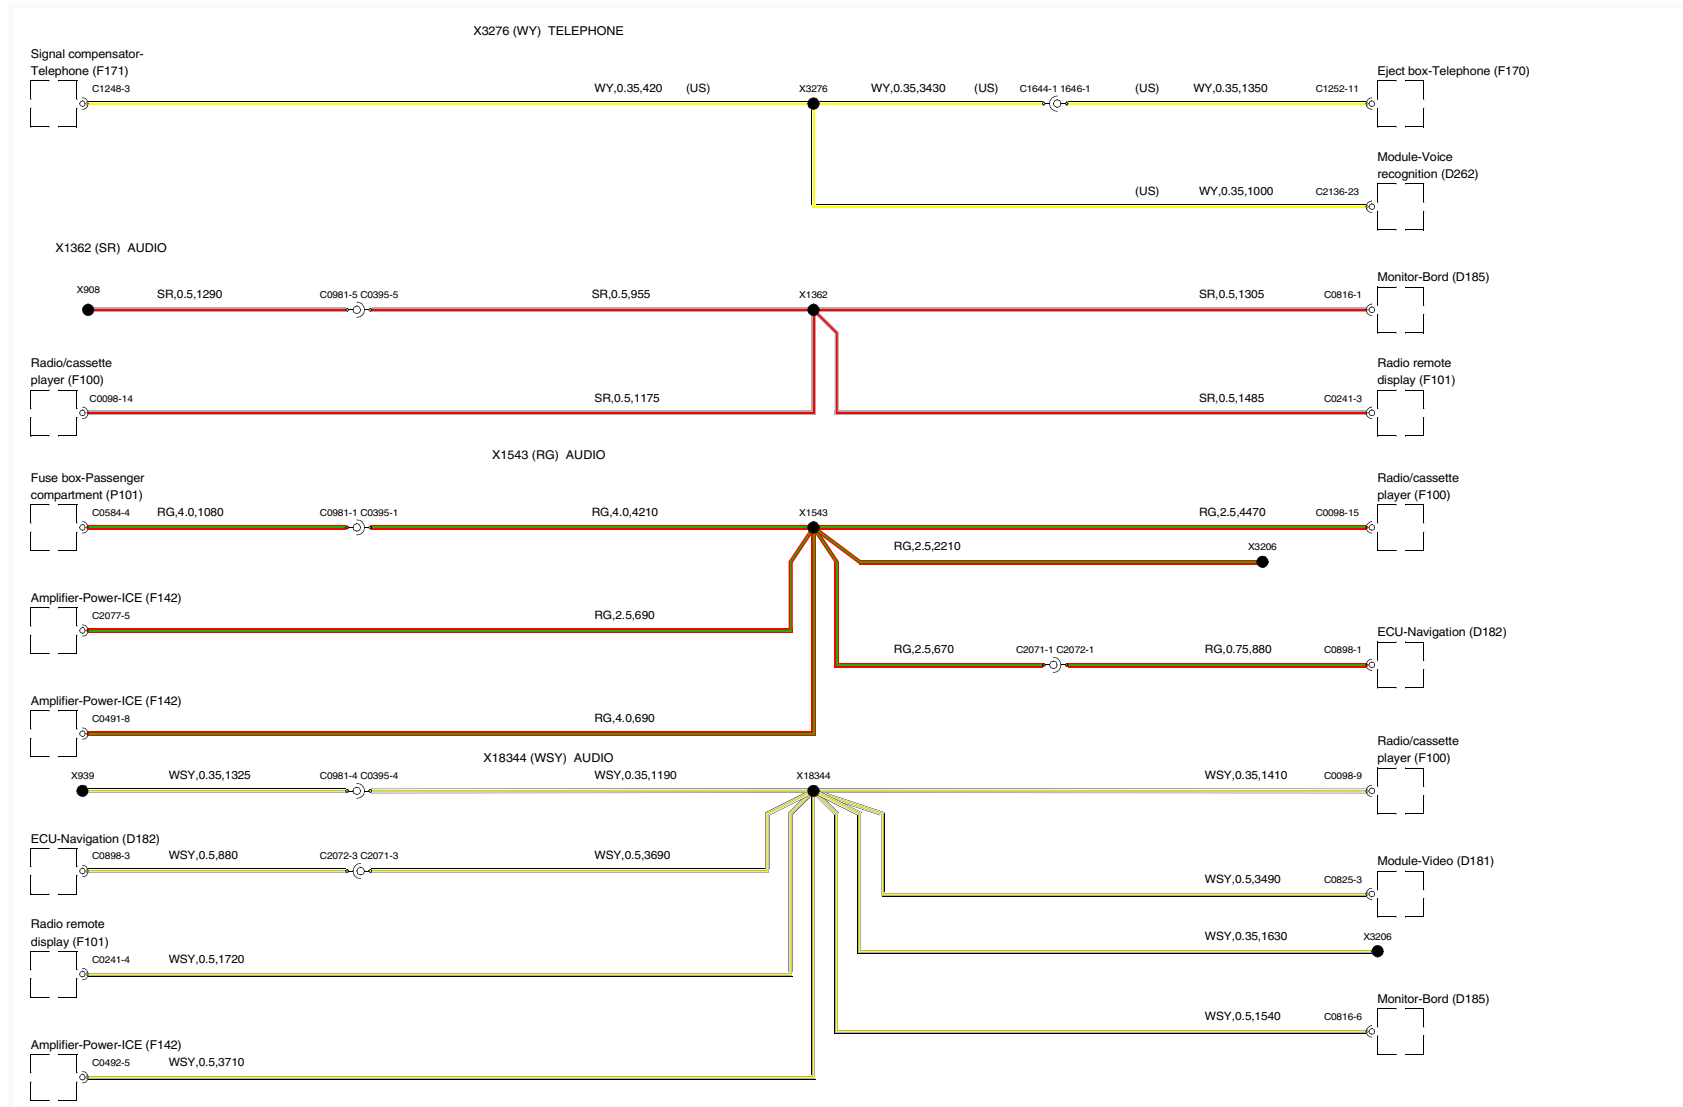 X3276 (WY)  TELEPHONE
Signal compensator-
Telephone (F171)
C1248-3
WY,0.35,420
(US)
X3276
WY,0.35,3430
(US)
C1644-1 1646-1
(US)
WY,0.35,1350
C1252-11
Eject box-Telephone (F170)
Module-Voice
recognition (D262)
(US)
WY,0.35,1000
C2136-23
X1362 (SR)  AUDIO
X908
SR,0.5,1290
C0981-5 C0395-5
SR,0.5,955
X1362
SR,0.5,1305
C0816-1
Monitor-Bord (D185)
Radio/cassette
player (F100)
C0098-14
SR,0.5,1175
SR,0.5,1485
C0241-3
Radio remote
display (F101)
X1543 (RG)  AUDIO
Fuse box-Passenger
compartment (P101)
C0584-4
RG,4.0,1080
C0981-1 C0395-1
RG,4.0,4210
X1543
RG,2.5,4470
C0098-15
Radio/cassette
player (F100)
RG,2.5,2210
X3206
Amplifier-Power-ICE (F142)
C2077-5
RG,2.5,690
RG,2.5,670
C2071-1 C2072-1
RG,0.75,880
C0898-1
ECU-Navigation (D182)
Amplifier-Power-ICE (F142)
C0491-8
RG,4.0,690
X18344 (WSY)  AUDIO
X939
WSY,0.35,1325
C0981-4 C0395-4
WSY,0.35,1190
X18344
WSY,0.35,1410
C0098-9
Radio/cassette
player (F100)
ECU-Navigation (D182)
C0898-3
WSY,0.5,880
C2072-3 C2071-3
WSY,0.5,3690
WSY,0.5,3490
C0825-3
Module-Video (D181)
Radio remote
display (F101)
C0241-4
WSY,0.5,1720
WSY,0.35,1630
X3206
WSY,0.5,1540
C0816-6
Monitor-Bord (D185)
Amplifier-Power-ICE (F142)
C0492-5
WSY,0.5,3710